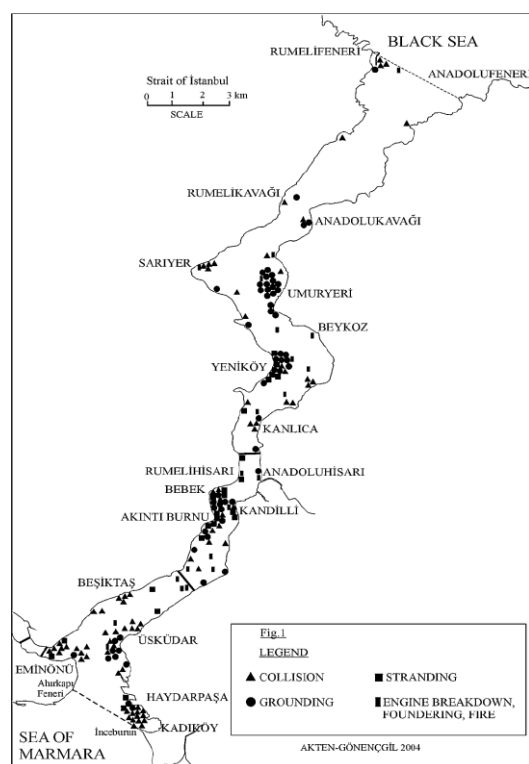 BLACK SEA
RUMELİFENERİ
ANADOLUFENERİ
Strait of İstanbul
0 1 2 3 km
SCALE
RUMELİKAVAĞI
ANADOLUKAVAĞI
SARIYER
UMURYERİ
BEYKOZ
YENİKÖY
KANLICA
RUMELİHİSARI
ANADOLUHİSARI
BEBEK
KANDİLLİ
AKINTI BURNU
BEŞİKTAŞ
ÜSKÜDAR
EMİNÖNÜ
Ahırkapı
Feneri
HAYDARPAŞA
İnceburun
KADIKÖY
SEA OF
MARMARA
Fig.1
LEGEND
COLLISION
STRANDING
GROUNDING
ENGINE BREAKDOWN,
FOUNDERING, FIRE
AKTEN-GÖNENÇGİL 2004